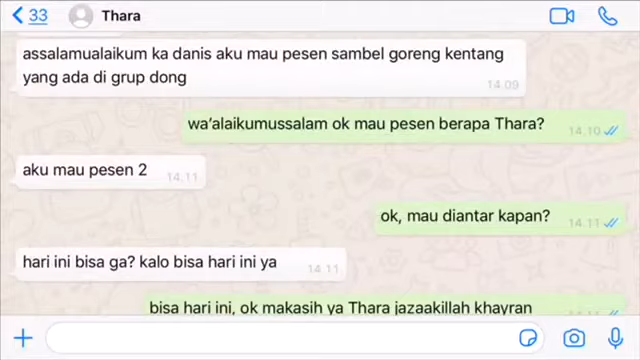 33
Thara
assalamualaikum ka danis aku mau pesen sambel goreng kentang
yang ada di grup dong
14.09
wa'alaikumussalam ok mau pesen berapa Thara?
14.10
aku mau pesen 2
14.11
ok, mau diantar kapan?
14.11
hari ini bisa ga? kalo bisa hari ini ya
14.11
bisa hari ini, ok makasih ya Thara jazaakillah khayran